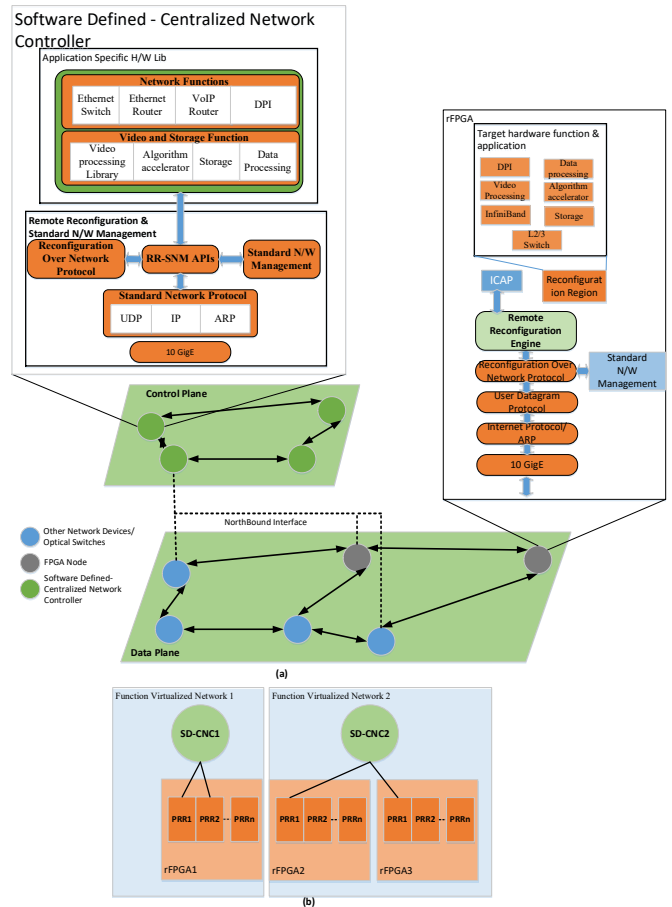 Software Defined - Centralized Network
Controller
Application Specific H/W Lib
Network Functions
Ethernet
Switch
Ethernet
Router
VoIP
Router
DPI
Video and Storage Function
Video
processing
Library
Algorithm
accelerator
Storage
Data
Processing
Remote Reconfiguration &
Standard N/W Management
Reconfiguration
Over Network
Protocol
RR-SNM APIs
Standard N/W
Management
Standard Network Protocol
UDP
IP
ARP
10 GigE
rFPGA
Target hardware function &
application
DPI
Data
processing
Video
Processing
Algorithm
accelerator
InfiniBand
Storage
L2/3
Switch
ICAP
Reconfigurat
ion Region
Remote
Reconfiguration
Engine
Reconfiguration Over
Network Protocol
Standard
N/W
Management
User Datagram
Protocol
Internet Protocol/
ARP
10 GigE
Control Plane
NorthBound Interface
Other Network Devices/
Optical Switches
FPGA Node
Software Defined-
Centralized Network
Controller
Data Plane
(a)
Function Virtualized Network 1
SD-CNC1
PRR1
PRR2
--
PRRn
rFPGA1
Function Virtualized Network 2
SD-CNC2
PRR1
PRR2
--
PRRn
rFPGA2
PRR1
PRR2
--
PRRn
rFPGA3
(b)